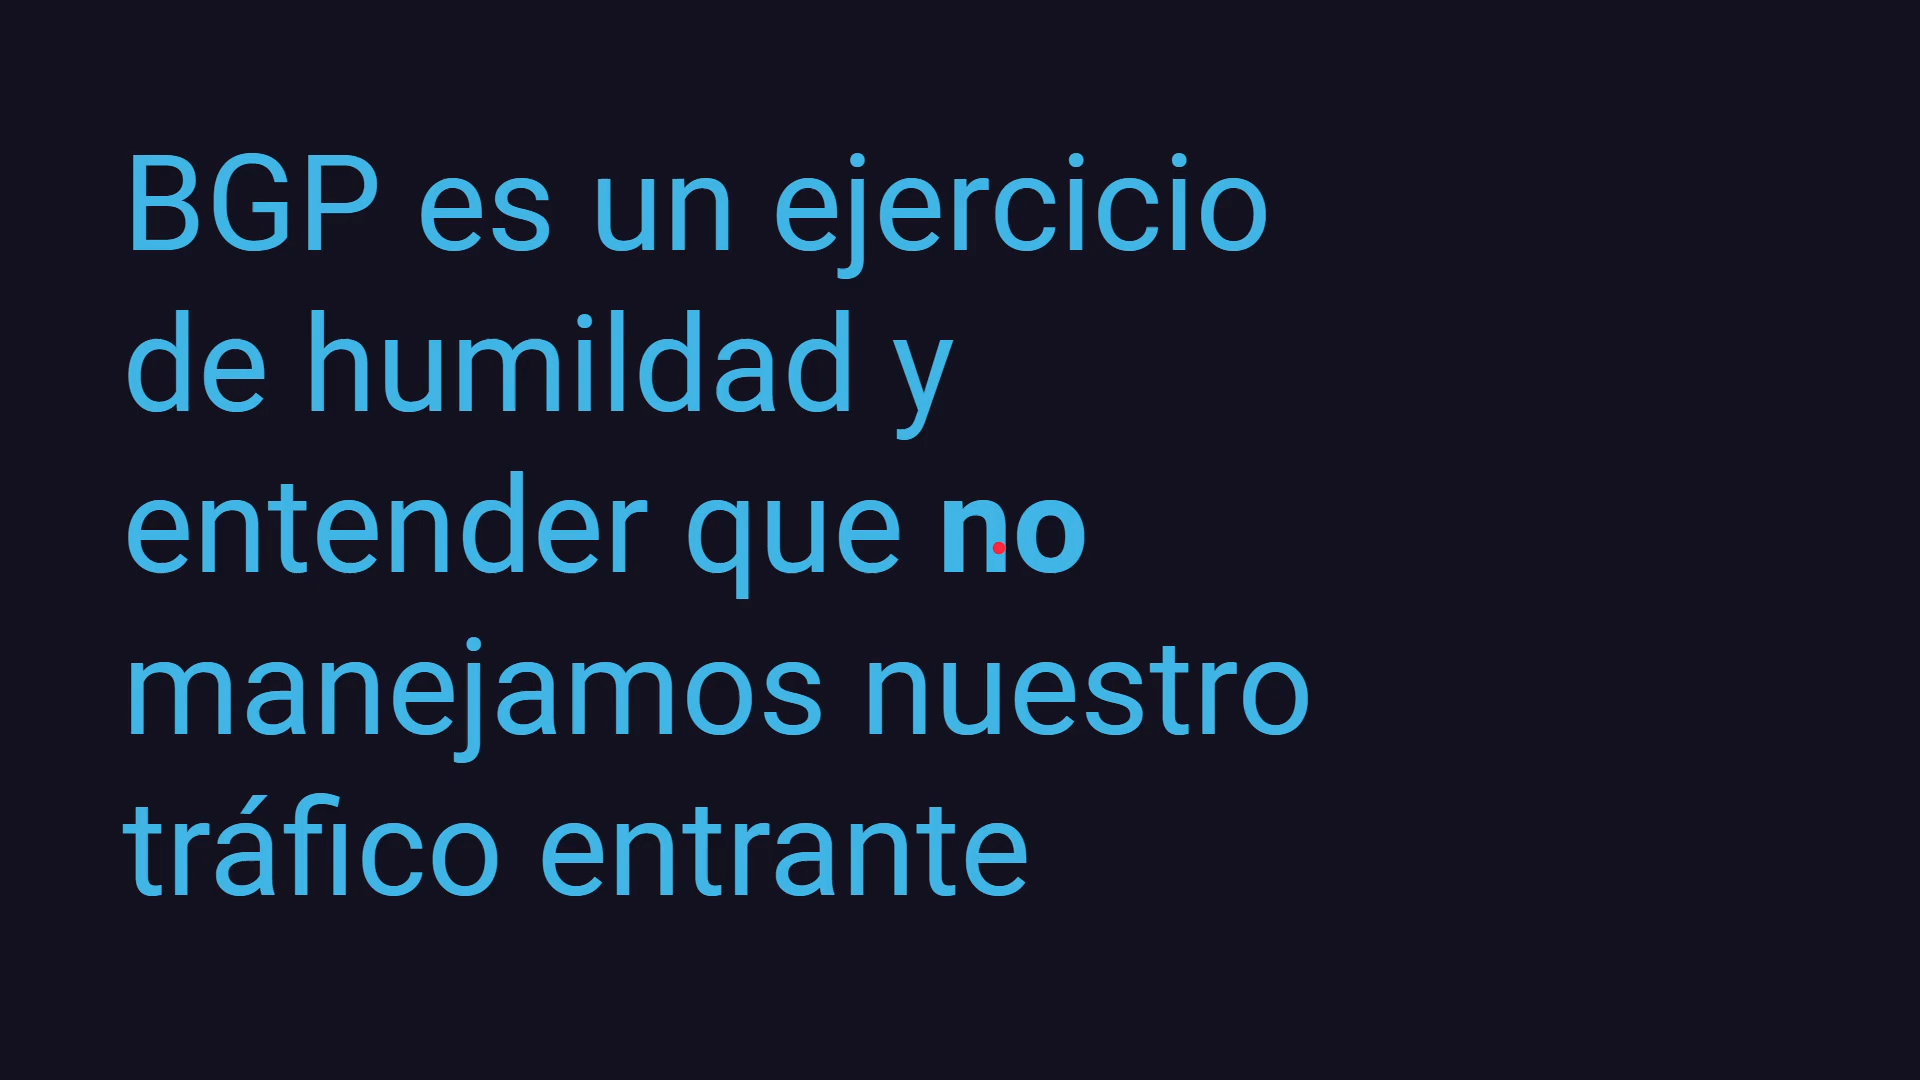 BGP es un ejercicio
de humildad y
entender que no
manejamos nuestro
tráfico entrante